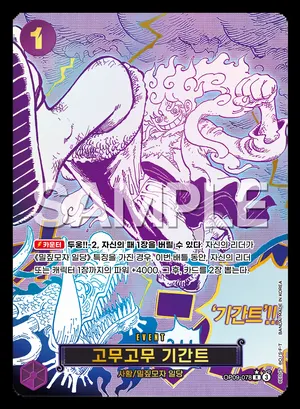 1
SAMPLE
카운터 두웅!!-2, 자신의 패 1장을 버릴 수 있다: 자신의 리더가
《밀짚모자 일당》 특징을 가진 경우, 이번 배틀 동안, 자신의 리더
또는 캐릭터 1장까지의 파워 +4000. 그 후, 카드를 2장 뽑는다.
'기간트'!!
EVENT
고무고무 기간트
사황/밀짚모자 일당
OP09-078 R 3